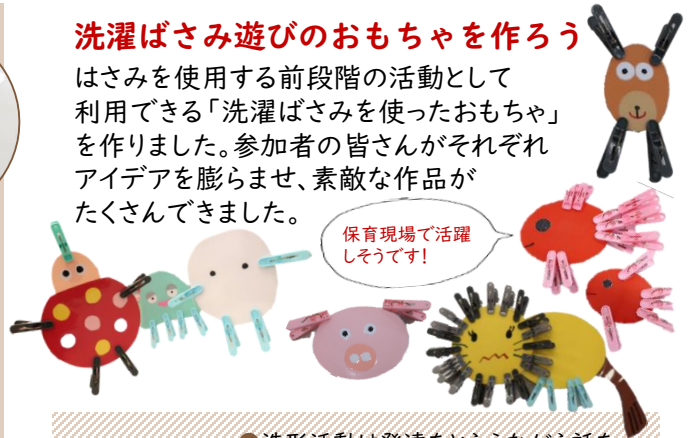 洗濯ばさみ遊びのおもちゃを作ろう
はさみを使用する前段階の活動として
利用できる「洗濯ばさみを使ったおもちゃ」
を作りました。参加者の皆さんがそれぞれ
アイデアを膨らませ、素敵な作品が
たくさんできました。
保育現場で活躍
しそうです!